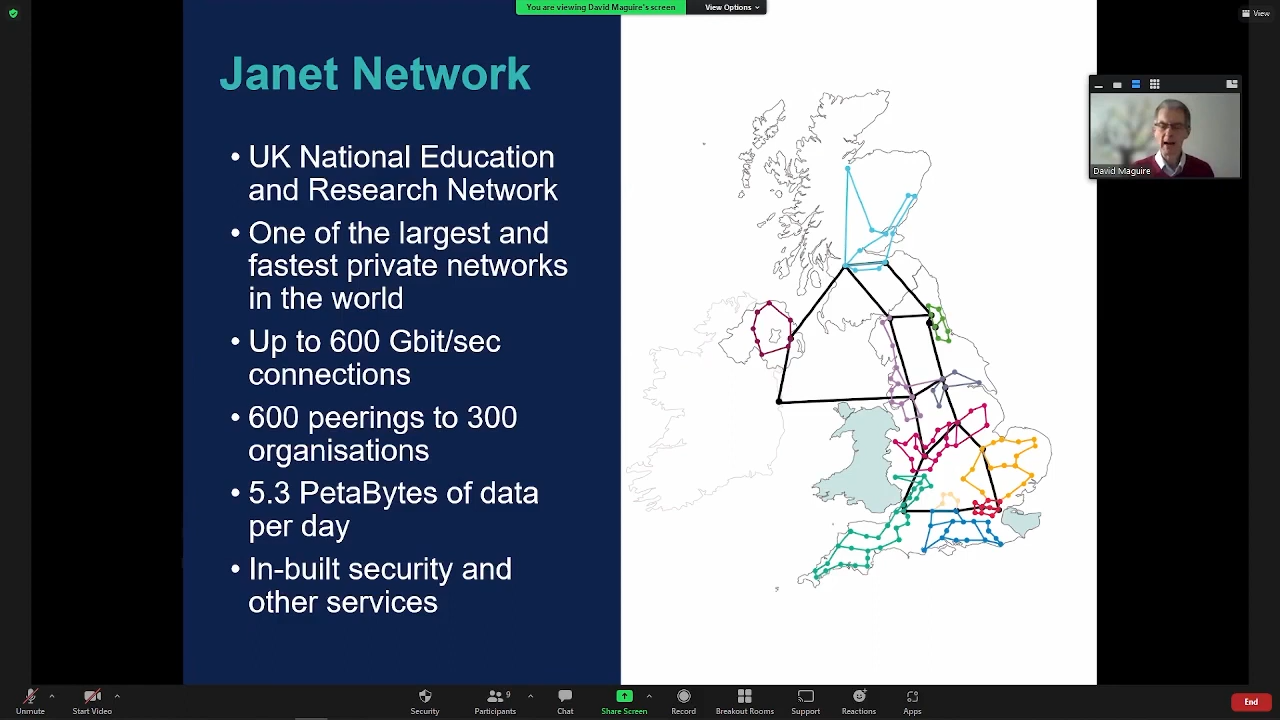 You are viewing David Maguire's screen
View Options
View
Janet Network
• UK National Education
and Research Network
• One of the largest and
fastest private networks
in the world
• Up to 600 Gbit/sec
connections
• 600 peerings to 300
organisations
• 5.3 PetaBytes of data
per day
• In-built security and
other services
David Maguire
Unmute
Start Video
Security
Participants
9
Chat
Share Screen
Record
Breakout Rooms
Support
Reactions
Apps
End